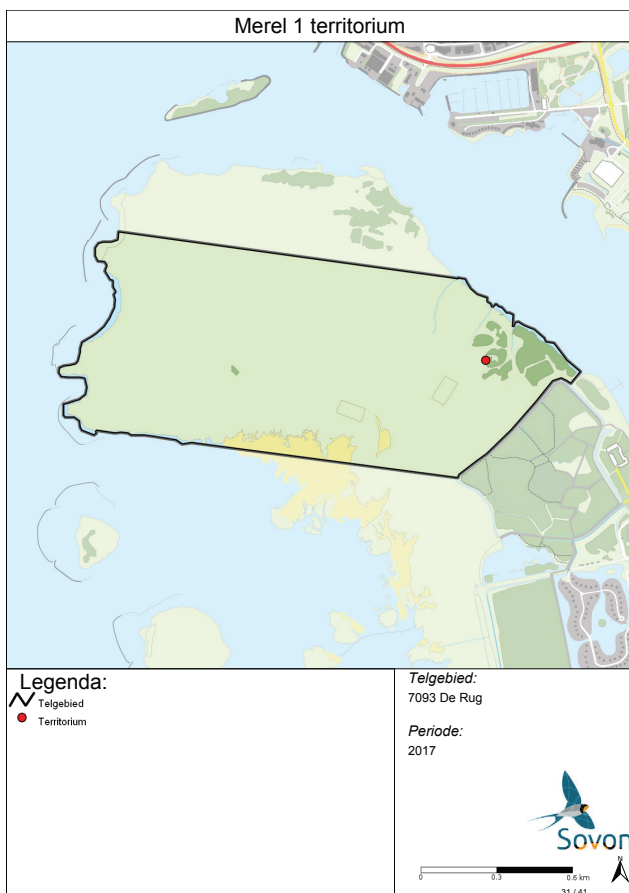 Merel 1 territorium
Legenda:
Telgebied
Territorium
Telgebied:
7093 De Rug
Periode:
2017
Sovon
N
0 0.3 0.6 km
31 / 41